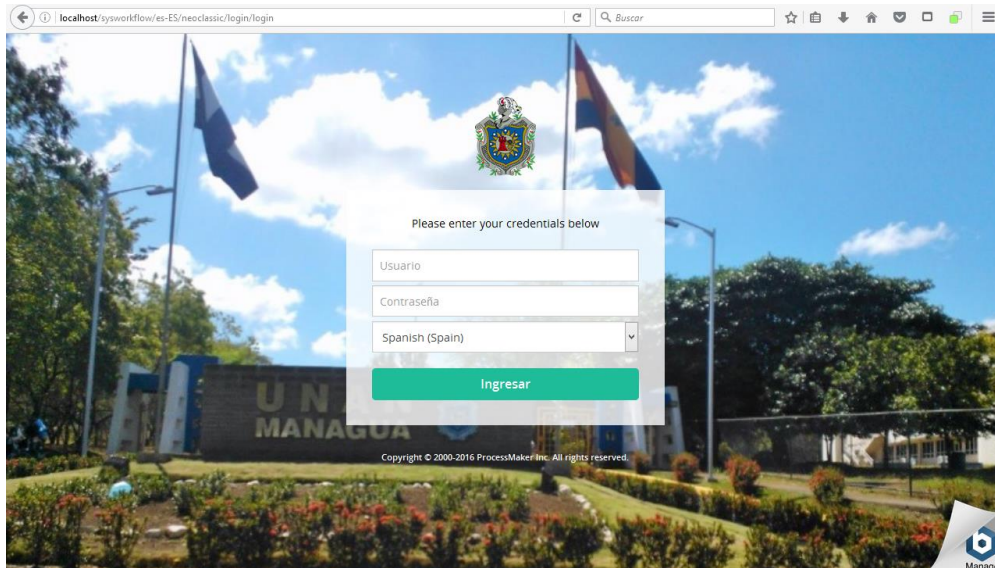 localhost/sysworkflow/es-ES/neoclassic/login/login
Buscar
Please enter your credentials below
Usuario
Contraseña
Spanish (Spain)
Ingresar
UNAN
MANAGUA
Copyright © 2000-2016 ProcessMaker Inc. All rights reserved.